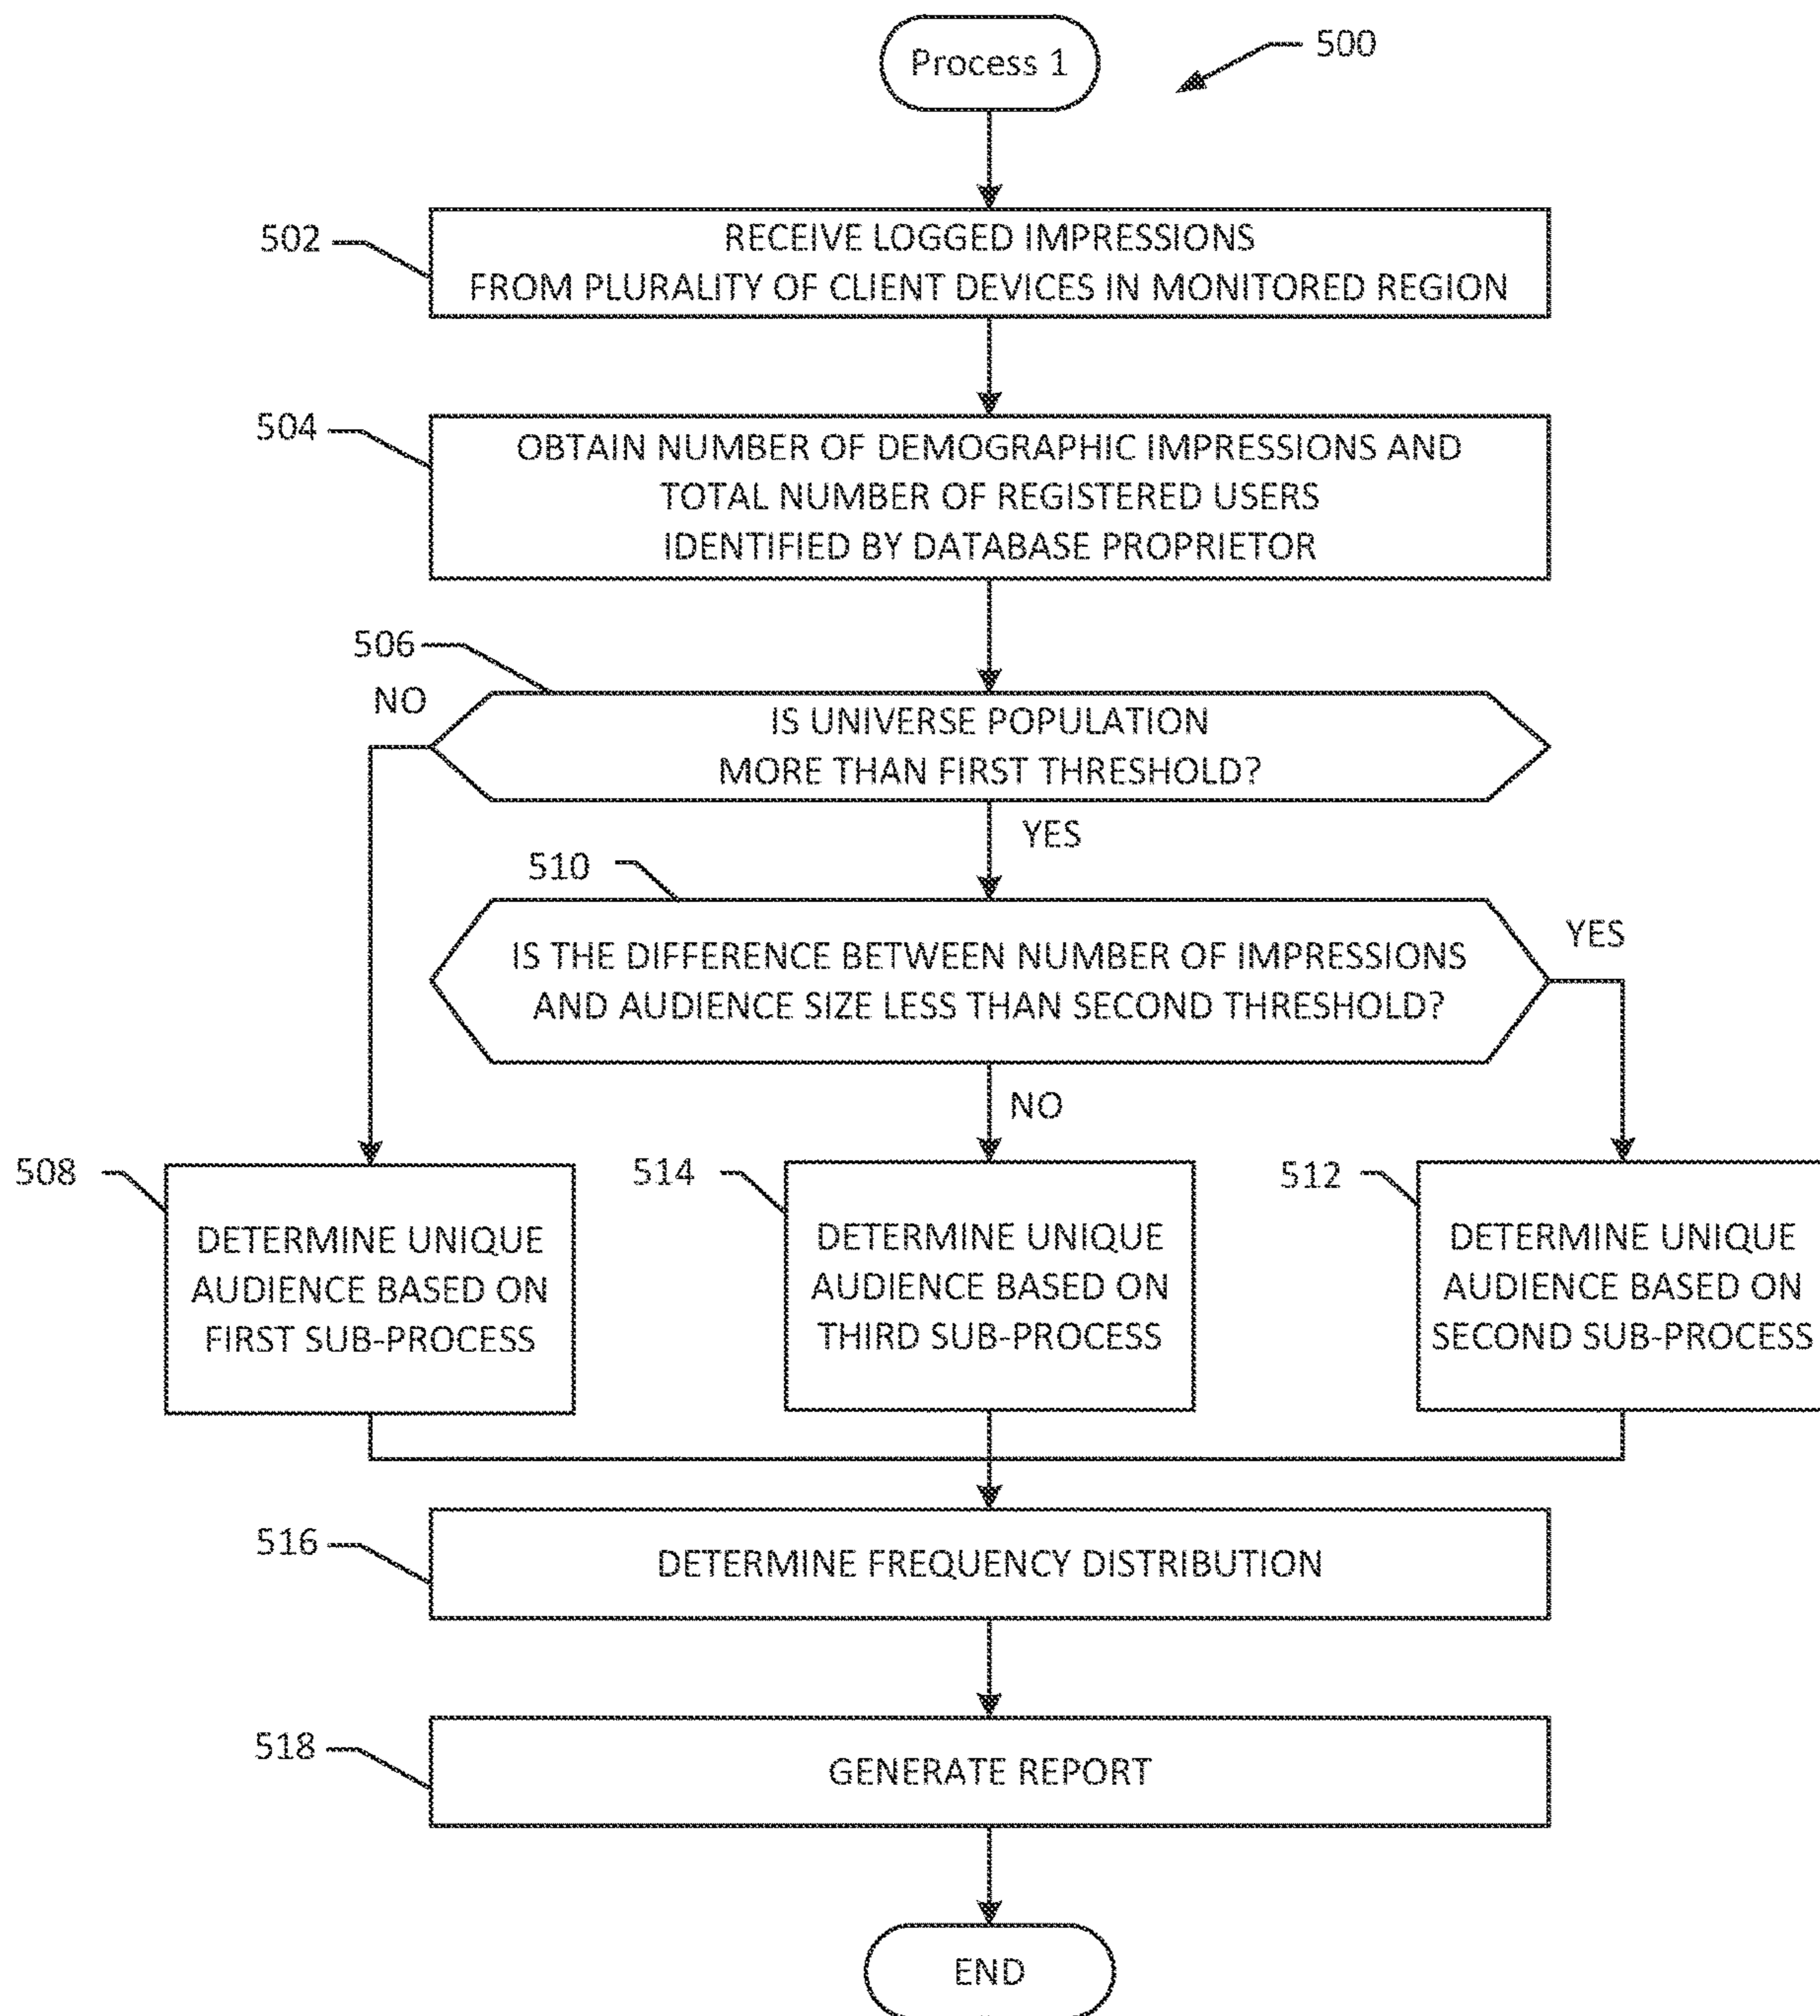 Process 1
500
502
RECEIVE LOGGED IMPRESSIONS
FROM PLURALITY OF CLIENT DEVICES IN MONITORED REGION
504
OBTAIN NUMBER OF DEMOGRAPHIC IMPRESSIONS AND
TOTAL NUMBER OF REGISTERED USERS
IDENTIFIED BY DATABASE PROPRIETOR
506
NO
IS UNIVERSE POPULATION
MORE THAN FIRST THRESHOLD?
YES
510
IS THE DIFFERENCE BETWEEN NUMBER OF IMPRESSIONS
AND AUDIENCE SIZE LESS THAN SECOND THRESHOLD?
YES
NO
508
DETERMINE UNIQUE
AUDIENCE BASED ON
FIRST SUB-PROCESS
514
DETERMINE UNIQUE
AUDIENCE BASED ON
THIRD SUB-PROCESS
512
DETERMINE UNIQUE
AUDIENCE BASED ON
SECOND SUB-PROCESS
516
DETERMINE FREQUENCY DISTRIBUTION
518
GENERATE REPORT
END